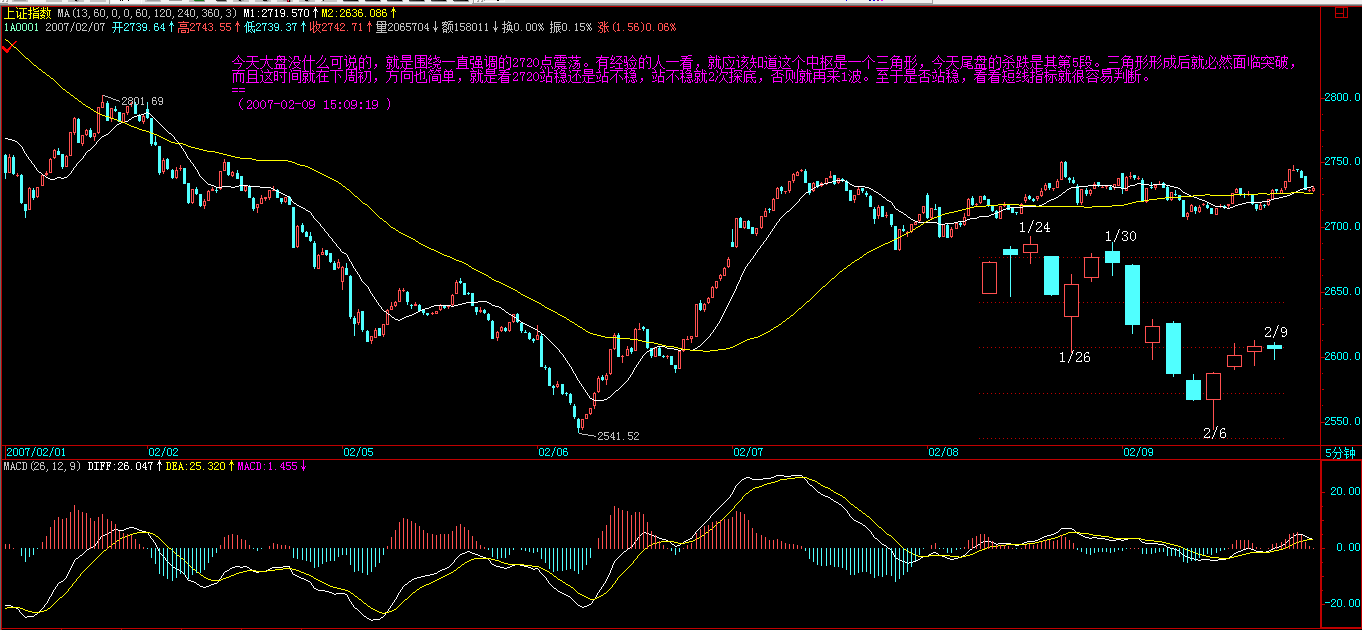 上证指数 MA(13,60,0,0,60,120,240,360,3) M1:2719.570↑M2:2636.086↑
1A0001 2007/02/07 开2739.64↑高2743.55↑低2739.37↑收2742.71↑量2065704↓额158011↓换0.00% 振0.15% 涨(1.56)0.06%
今天大盘没什么可说的，就是围绕一直强调的2720点震荡。有经验的人一看，就应该知道这个中枢是一个三角形，今天尾盘的杀跌是其第5段。三角形形成后就必然面临突破，
而且这时间就在下周初，方向也简单，就是看2720站稳还是站不稳，站不稳就2次探底，否则就再来1波。至于是否站稳，看看短线指标就很容易判断。
==
（2007-02-09 15:09:19 ）
2801.69
2800.0
2750.0
2700.0
1/24
1/30
2650.0
2/9
1/26
2600.0
2541.52
2/6
2550.0
2007/02/01 02/02 02/05 02/06 02/07 02/08 02/09 5分钟
MACD(26,12,9) DIFF:26.047↑DEA:25.320↑MACD:1.455↓
20.00
0.00
-20.00